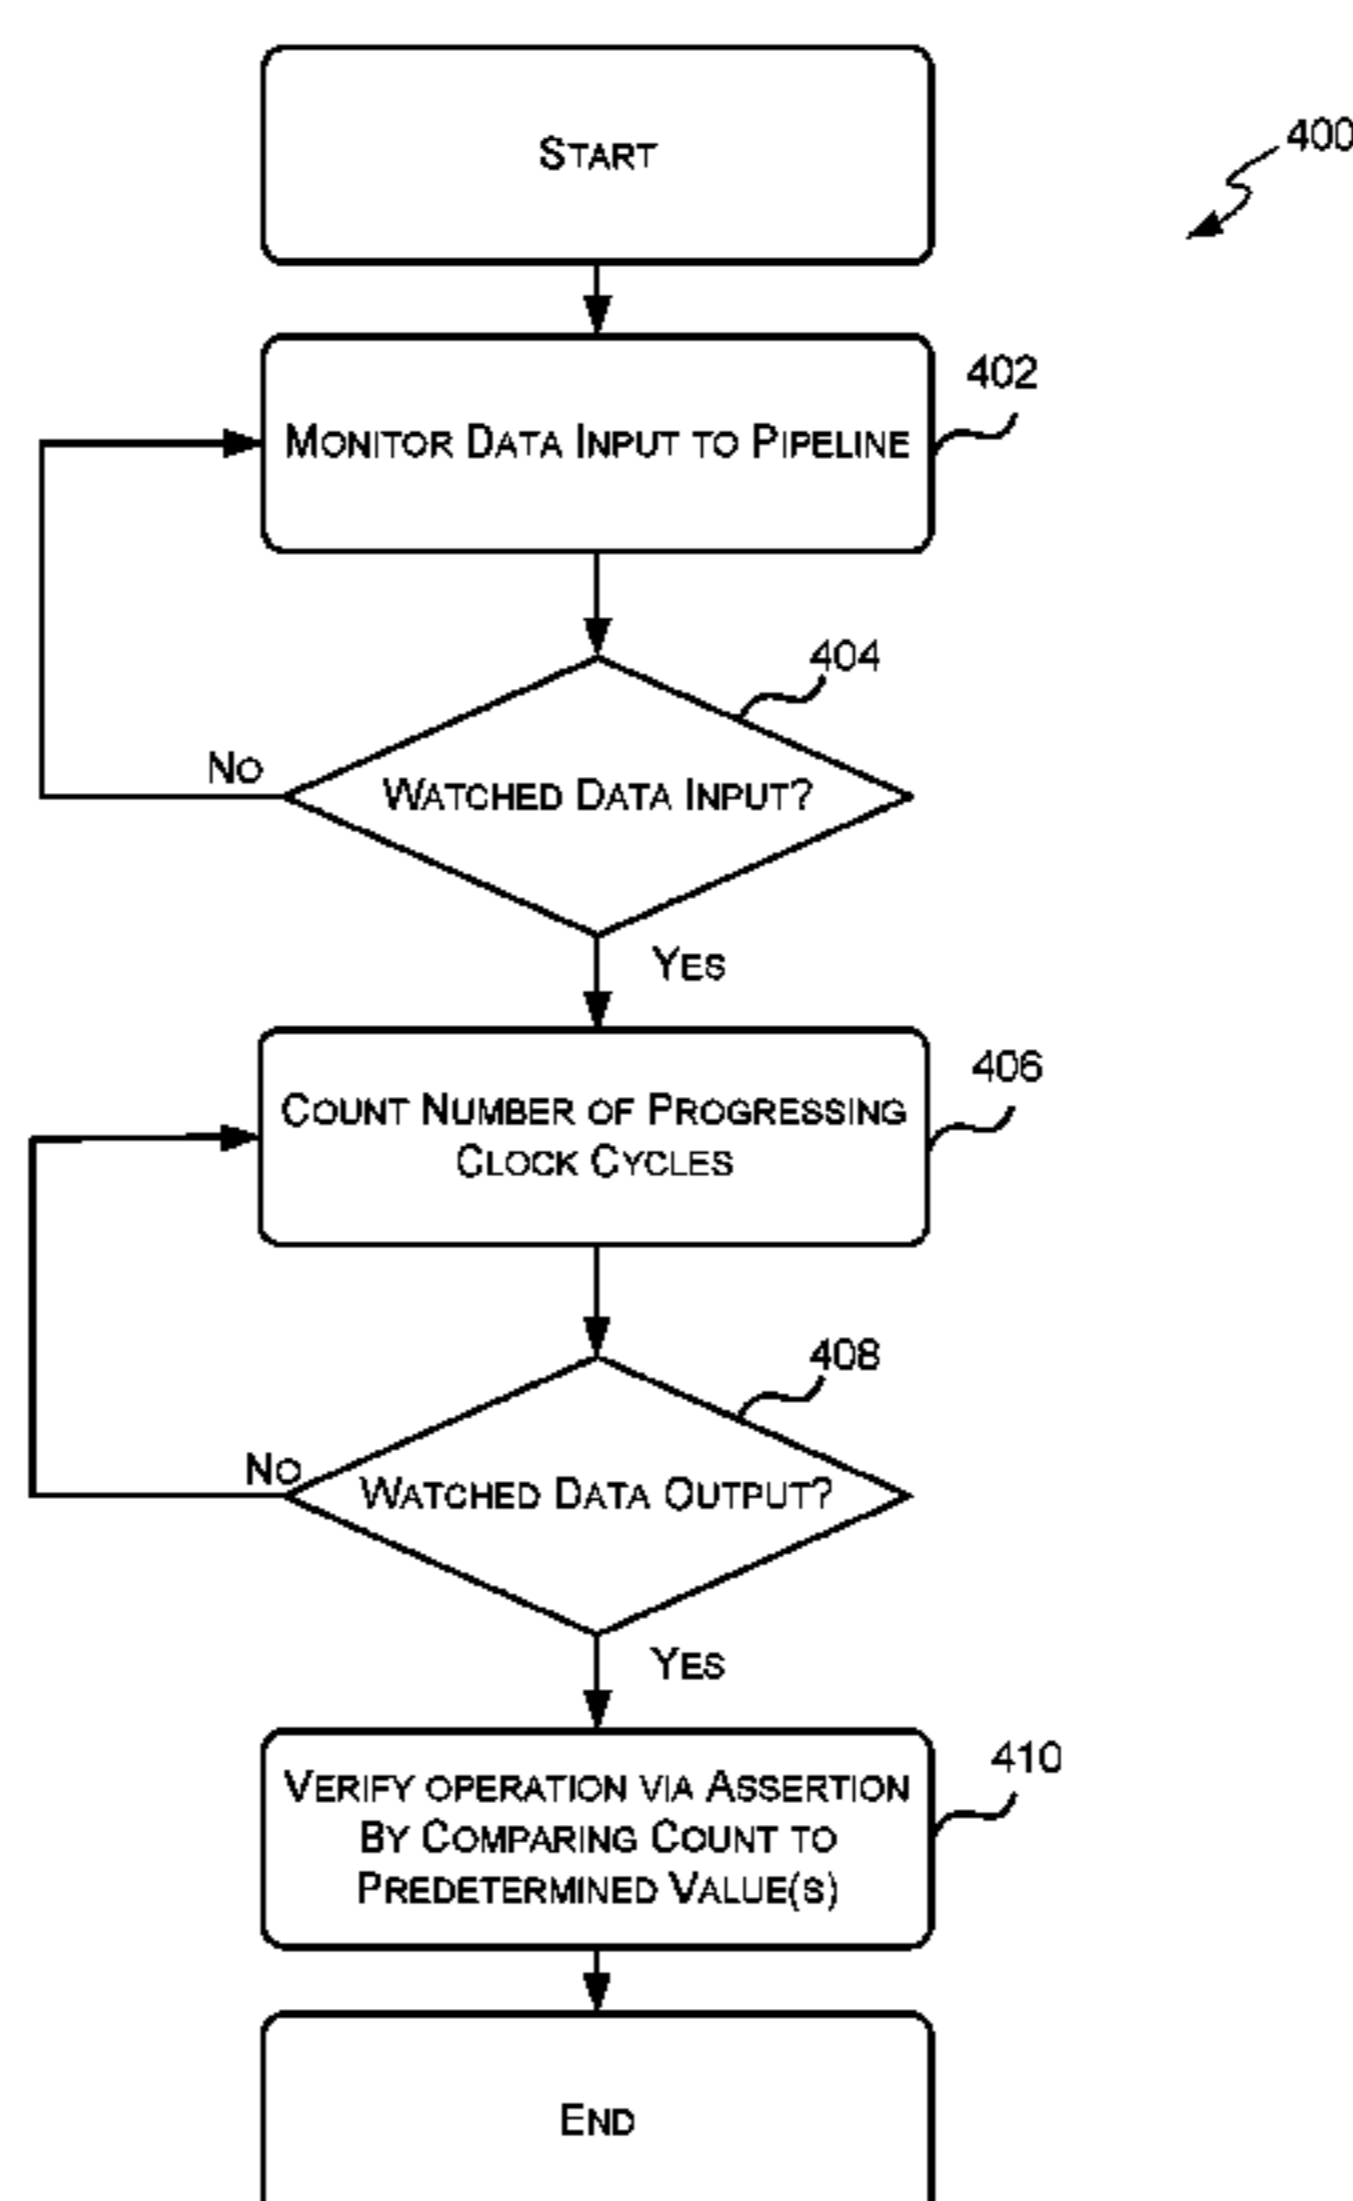 START
400
402
MONITOR DATA INPUT TO PIPELINE
404
NO
WATCHED DATA INPUT?
YES
406
COUNT NUMBER OF PROGRESSING
CLOCK CYCLES
408
NO
WATCHED DATA OUTPUT?
YES
410
VERIFY OPERATION VIA ASSERTION
BY COMPARING COUNT TO
PREDETERMINED VALUE(S)
END